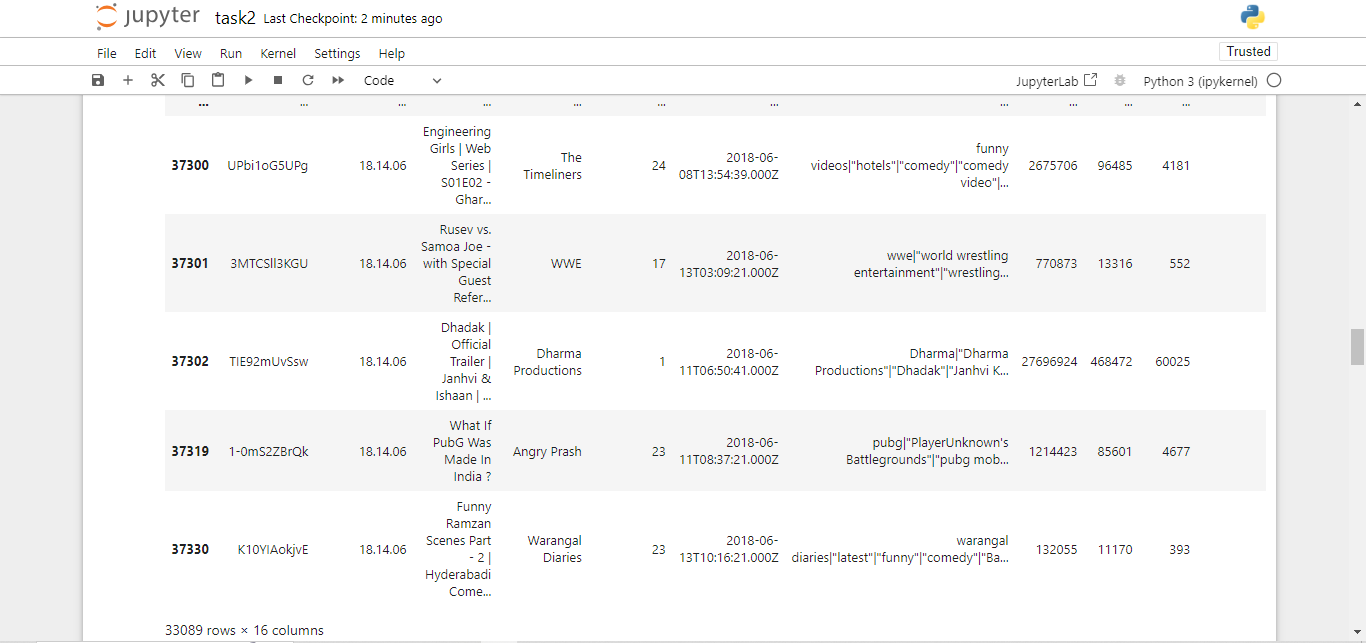 jupyter task2 Last Checkpoint: 2 minutes ago
File Edit View Run Kernel Settings Help Trusted
Code JupyterLab Python 3 (ipykernel)
... ... ... ... ... ... ... ... ... ... ...
Engineering
Girls | Web
Series |
S01E02 -
Ghar...
37300 UPbi1oG5UPg 18.14.06
The
Timeliners
24
2018-06-
08T13:54:39.000Z
funny
videos|"hotels"|"comedy"|"comedy
video"|...
2675706 96485 4181
37301 3MTCSll3KGU 18.14.06
Rusev vs.
Samoa Joe -
with Special
Guest
Refer...
WWE 17
2018-06-
13T03:09:21.000Z
wwe|"world wrestling
entertainment"|"wrestling...
770873 13316 552
37302 TIE92mUvSsw 18.14.06
Dhadak |
Official
Trailer |
Janhvi &
Ishaan | ...
Dharma
Productions
1
2018-06-
11T06:50:41.000Z
Dharma|"Dharma
Productions"|"Dhadak"|"Janhvi K...
27696924 468472 60025
37319 1-0mS2ZBrQk 18.14.06
What If
PubG Was
Made In
India ?
Angry Prash 23
2018-06-
11T08:37:21.000Z
pubg|"PlayerUnknown's
Battlegrounds"|"pubg mob...
1214423 85601 4677
37330 K10YIAokjvE 18.14.06
Funny
Ramzan
Scenes Part
- 2 |
Hyderabadi
Come...
Warangal
Diaries
23
2018-06-
13T10:16:21.000Z
warangal
diaries|"latest"|"funny"|"comedy"|"Ba...
132055 11170 393
33089 rows × 16 columns